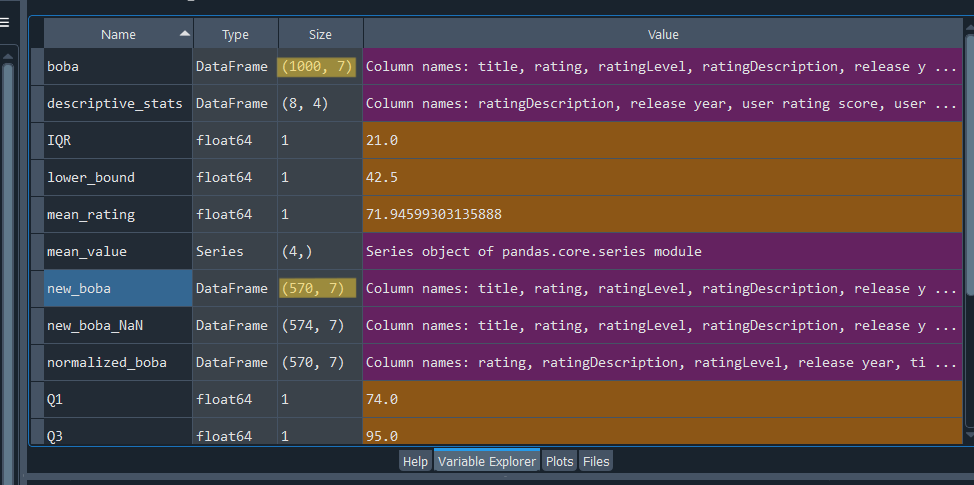 Name Type Size Value
boba DataFrame (1000, 7) Column names: title, rating, ratingLevel, ratingDescription, release y ...
descriptive_stats DataFrame (8, 4) Column names: ratingDescription, release year, user rating score, user ...
IQR float64 1 21.0
lower_bound float64 1 42.5
mean_rating float64 1 71.94599303135888
mean_value Series (4,) Series object of pandas.core.series module
new_boba DataFrame (570, 7) Column names: title, rating, ratingLevel, ratingDescription, release y ...
new_boba_NaN DataFrame (574, 7) Column names: title, rating, ratingLevel, ratingDescription, release y ...
normalized_boba DataFrame (570, 7) Column names: rating, ratingDescription, ratingLevel, release year, ti ...
Q1 float64 1 74.0
Q3 float64 1 95.0
Help Variable Explorer Plots Files